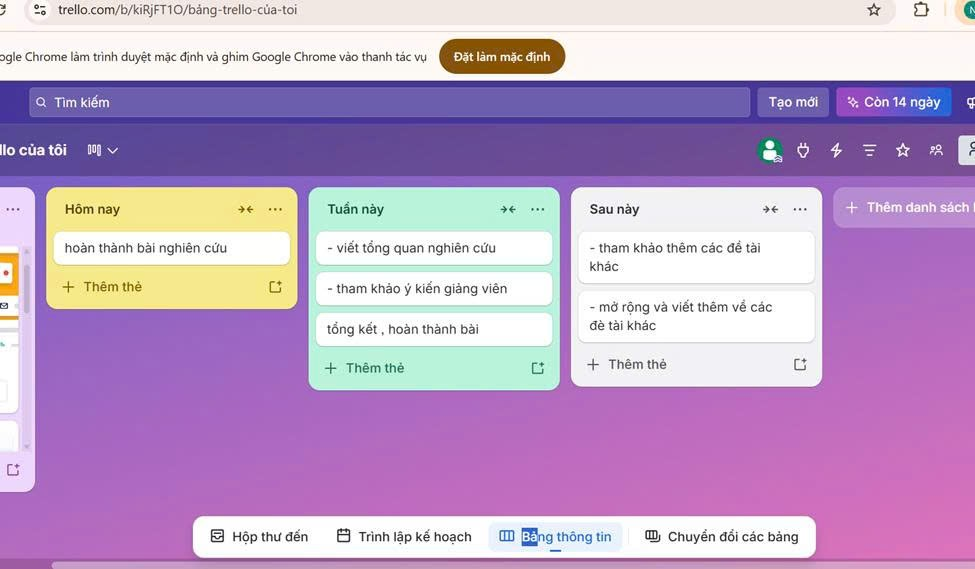 trello.com/b/kiRjFT1O/bảng-trello-của-toi
ogle Chrome làm trình duyệt mặc định và ghim Google Chrome vào thanh tác vụ
Đặt làm mặc định
Tìm kiếm
Tạo mới
Còn 14 ngày
llo của tôi
Hôm nay
hoàn thành bài nghiên cứu
Thêm thẻ
Tuần này
- viết tổng quan nghiên cứu
- tham khảo ý kiến giảng viên
tổng kết , hoàn thành bài
Thêm thẻ
Sau này
- tham khảo thêm các đề tài
khác
- mở rộng và viết thêm về các
đè tài khác
Thêm thẻ
Thêm danh sách
Hộp thư đến
Trình lập kế hoạch
Bảng thông tin
Chuyển đổi các bảng